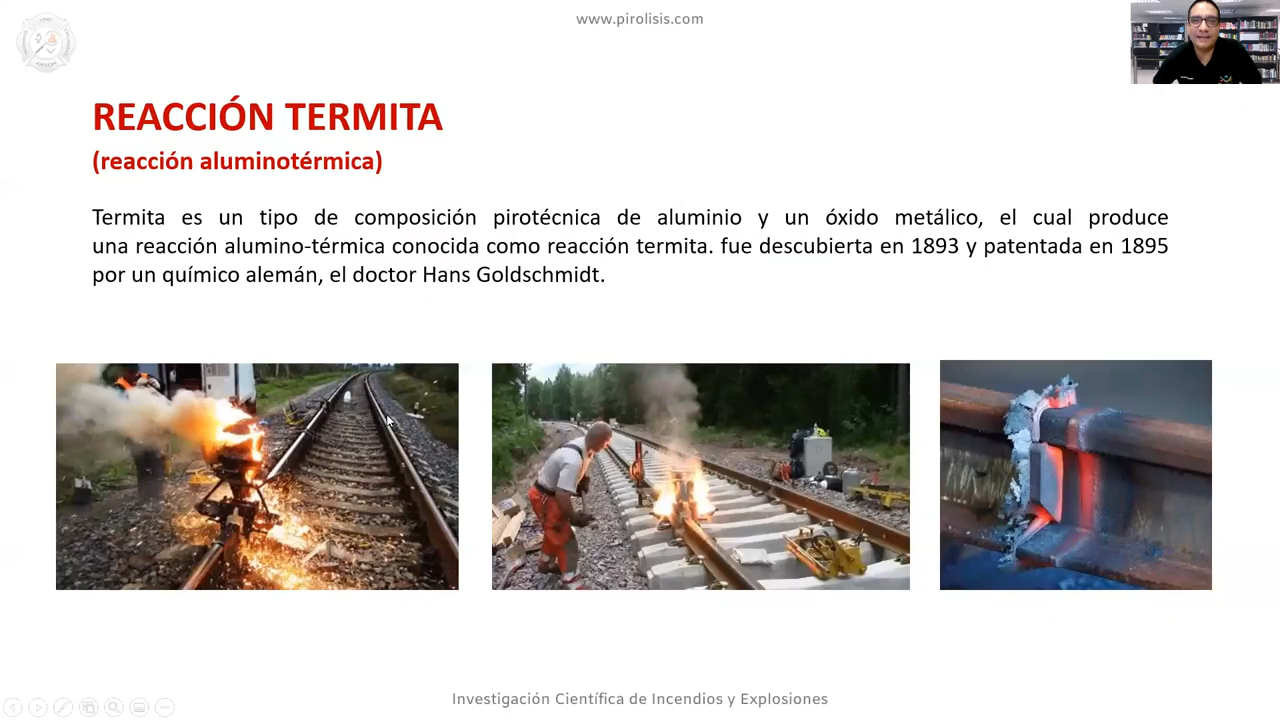 www.pirolisis.com
REACCIÓN TERMITA
(reacción aluminotérmica)
Termita es un tipo de composición pirotécnica de aluminio y un óxido metálico, el cual produce
una reacción alumino-térmica conocida como reacción termita. fue descubierta en 1893 y patentada en 1895
por un químico alemán, el doctor Hans Goldschmidt.
Investigación Científica de Incendios y Explosiones